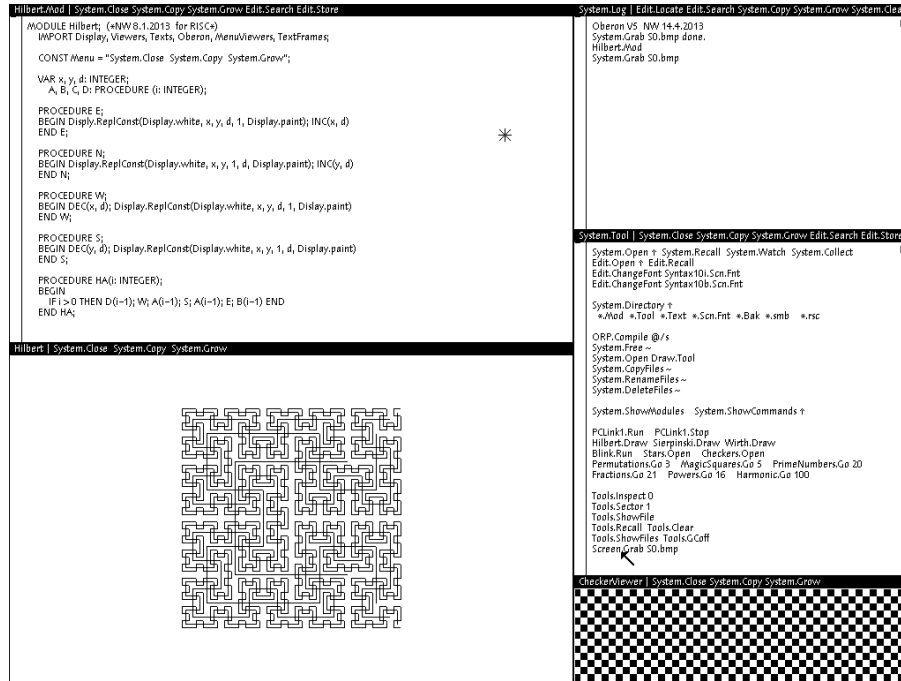 Hilbert.Mod | System.Close System.Copy System.Grow Edit.Search Edit.Store
MODULE Hilbert; (*NW 8.1.2013 for RISC*)
IMPORT Display, Viewers, Texts, Oberon, MenuViewers, TextFrames;
CONST Menu = "System.Close System.Copy System.Grow";
VAR x, y, d: INTEGER;
A, B, C, D: PROCEDURE (i: INTEGER);
PROCEDURE E;
BEGIN Disply.ReplConst(Display.white, x, y, d, 1, Display.paint); INC(x, d)
END E;
PROCEDURE N;
BEGIN Display.ReplConst(Display.white, x, y, 1, d, Display.paint); INC(y, d)
END N;
PROCEDURE W;
BEGIN DEC(x, d); Display.ReplConst(Display.white, x, y, d, 1, Dislay.paint)
END W;
PROCEDURE S;
BEGIN DEC(y, d); Display.ReplConst(Display.white, x, y, 1, d, Display.paint)
END S;
PROCEDURE HA(i: INTEGER);
BEGIN
IF i > 0 THEN D(i-1); W; A(i-1); S; A(i-1); E; B(i-1) END
END HA;
Hilbert | System.Close System.Copy System.Grow
System.Log | Edit.Locate Edit.Search System.Copy System.Grow System.Clea
Oberon V5 NW 14.4.2013
System.Grab S0.bmp done.
Hilbert.Mod
System.Grab S0.bmp
System.Tool | System.Close System.Copy System.Grow Edit.Search Edit.Store
System.Open ↑ System.Recall System.Watch System.Collect
Edit.Open ↑ Edit.Recall
Edit.ChangeFont Syntax10i.Scn.Fnt
Edit.ChangeFont Syntax10b.Scn.Fnt
System.Directory ↑
*.Mod *.Tool *.Text *.Scn.Fnt *.Bak *.smb *.rsc
ORP.Compile @/s
System.Free ~
System.Open Draw.Tool
System.CopyFiles ~
System.RenameFiles ~
System.DeleteFiles ~
System.ShowModules System.ShowCommands ↑
PCLink1.Run PCLink1.Stop
Hilbert.Draw Sierpinski.Draw Wirth.Draw
Blink.Run Stars.Open Checkers.Open
Permutations.Go 3 MagicSquares.Go 5 PrimeNumbers.Go 20
Fractions.Go 21 Powers.Go 16 Harmonic.Go 100
Tools.Inspect 0
Tools.Sector 1
Tools.ShowFile
Tools.Recall Tools.Clear
Tools.ShowFiles Tools.GCoff
Screen.Grab S0.bmp
CheckerViewer | System.Close System.Copy System.Grow